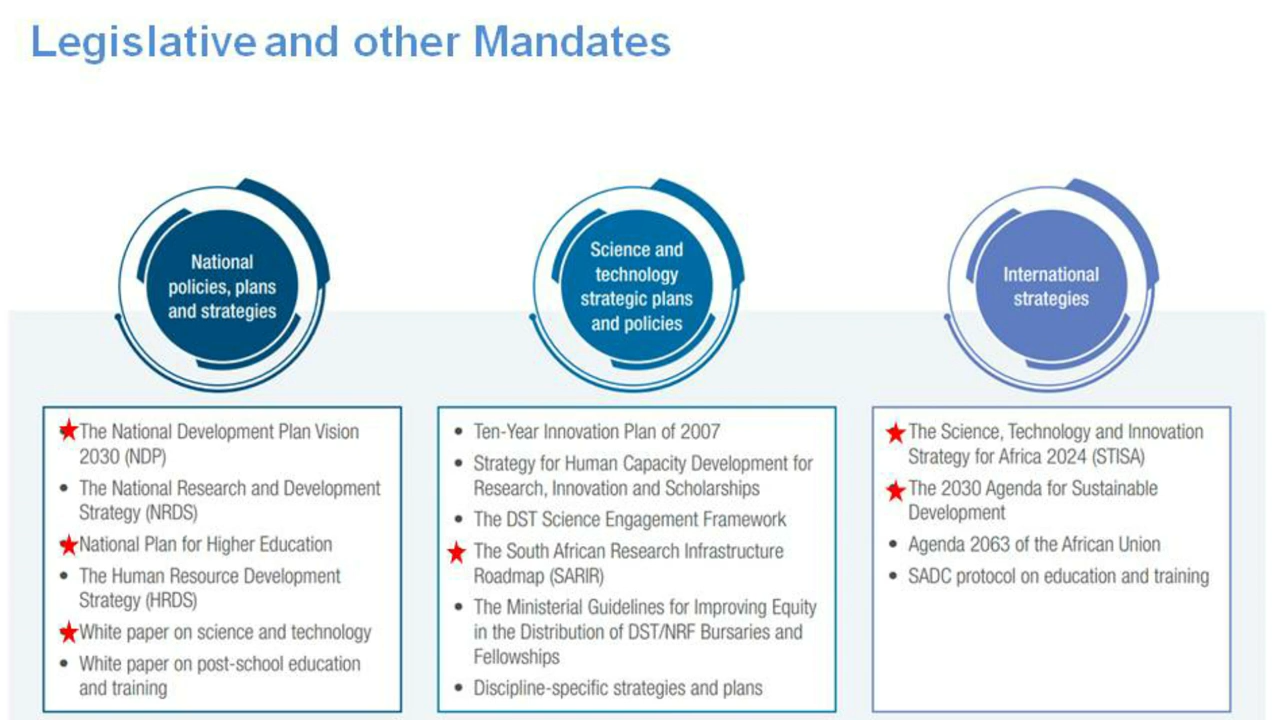 Legislative and other Mandates
National
policies, plans
and strategies
The National Development Plan Vision
2030 (NDP)
The National Research and Development
Strategy (NRDS)
National Plan for Higher Education
The Human Resource Development
Strategy (HRDS)
White paper on science and technology
White paper on post-school education
and training
Science and
technology
strategic plans
and policies
Ten-Year Innovation Plan of 2007
Strategy for Human Capacity Development for
Research, Innovation and Scholarships
The DST Science Engagement Framework
The South African Research Infrastructure
Roadmap (SARIR)
The Ministerial Guidelines for Improving Equity
in the Distribution of DST/NRF Bursaries and
Fellowships
Discipline-specific strategies and plans
International
strategies
The Science, Technology and Innovation
Strategy for Africa 2024 (STISA)
The 2030 Agenda for Sustainable
Development
Agenda 2063 of the African Union
SADC protocol on education and training